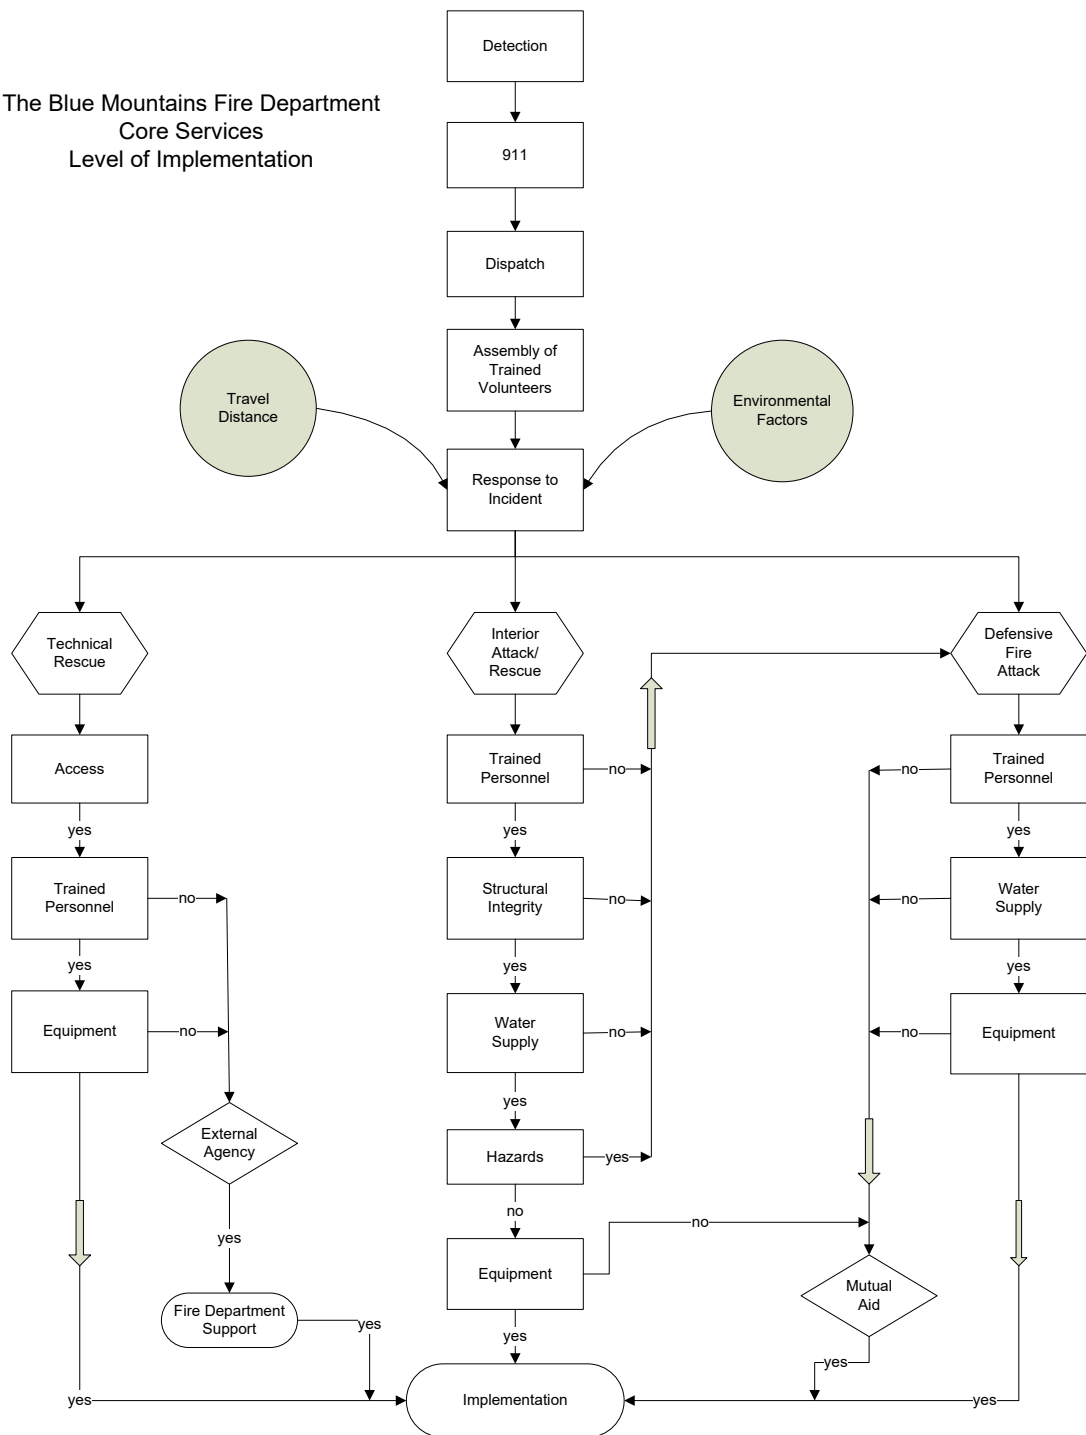 Detection
The Blue Mountains Fire Department
Core Services
Level of Implementation
911
Dispatch
Assembly of
Trained
Volunteers
Travel
Distance
Environmental
Factors
Response to
Incident
Technical
Rescue
Interior
Attack/
Rescue
Defensive
Fire
Attack
Access
Trained
Personnel
no
no
Trained
Personnel
yes
yes
yes
Trained
Personnel
no
Structural
Integrity
no
no
Water
Supply
yes
yes
yes
Equipment
no
Water
Supply
no
no
Equipment
yes
External
Agency
Hazards
yes
no
yes
no
Equipment
Mutual
Aid
Fire Department
Support
yes
yes
yes
yes
Implementation
yes